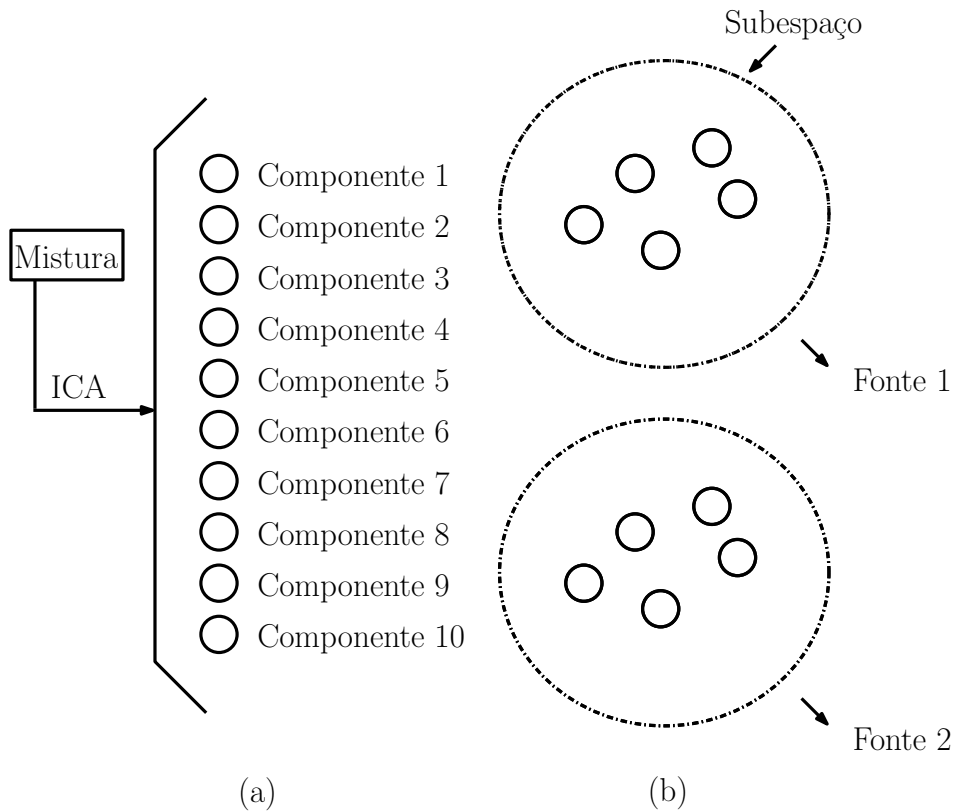 Subespaço
Componente 1
Componente 2
Mistura
Componente 3
Componente 4
Componente 5
ICA
Fonte 1
Componente 6
Componente 7
Componente 8
Componente 9
Componente 10
Fonte 2
(a)
(b)